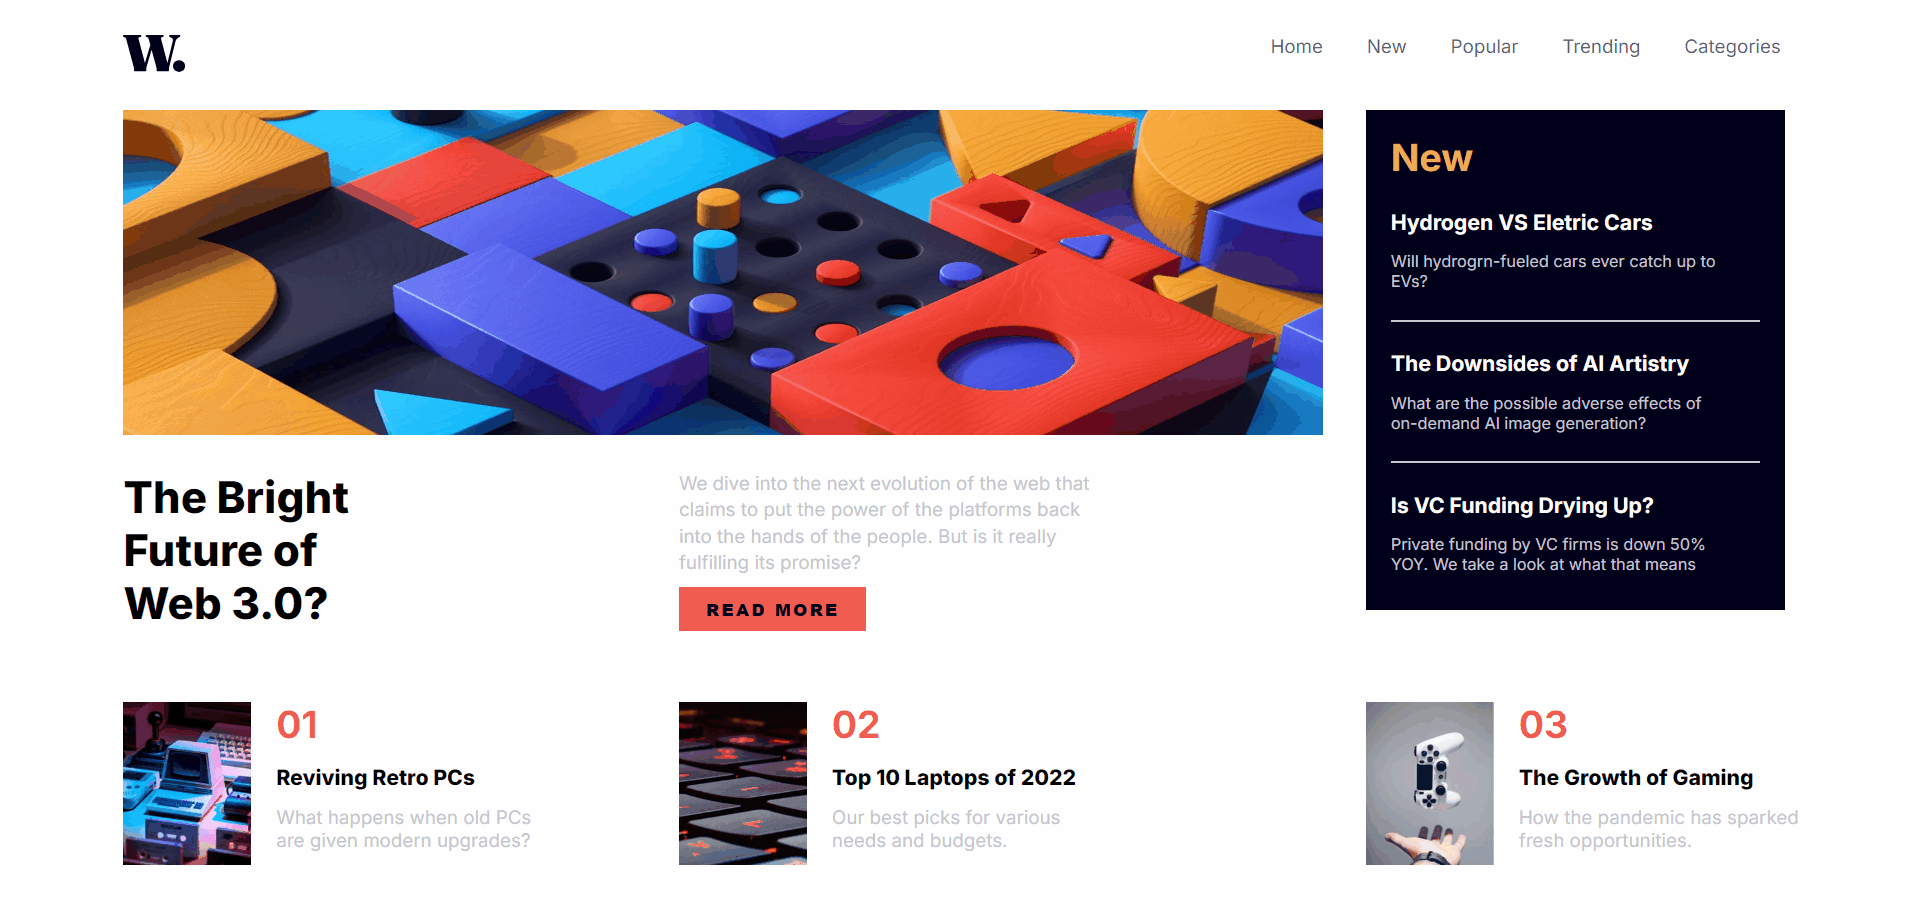 W.
Home New Popular Trending Categories
New
Hydrogen VS Eletric Cars
Will hydrogrn-fueled cars ever catch up to
EVs?
The Downsides of AI Artistry
What are the possible adverse effects of
on-demand AI image generation?
Is VC Funding Drying Up?
Private funding by VC firms is down 50%
YOY. We take a look at what that means
The Bright
Future of
Web 3.0?
We dive into the next evolution of the web that
claims to put the power of the platforms back
into the hands of the people. But is it really
fulfilling its promise?
READ MORE
01
Reviving Retro PCs
What happens when old PCs
are given modern upgrades?
02
Top 10 Laptops of 2022
Our best picks for various
needs and budgets.
03
The Growth of Gaming
How the pandemic has sparked
fresh opportunities.